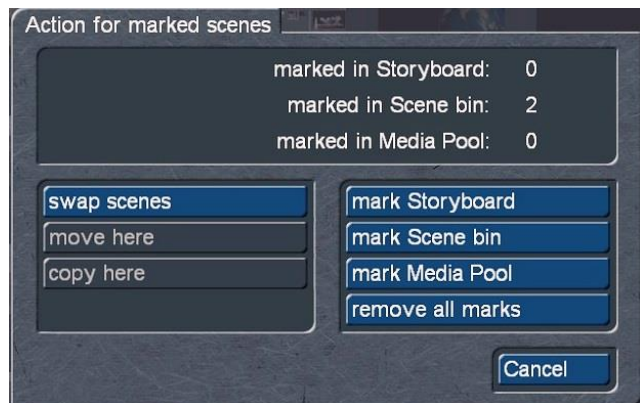 Action for marked scenes
marked in Storyboard: 0
marked in Scene bin: 2
marked in Media Pool: 0
swap scenes
move here
copy here
mark Storyboard
mark Scene bin
mark Media Pool
remove all marks
Cancel